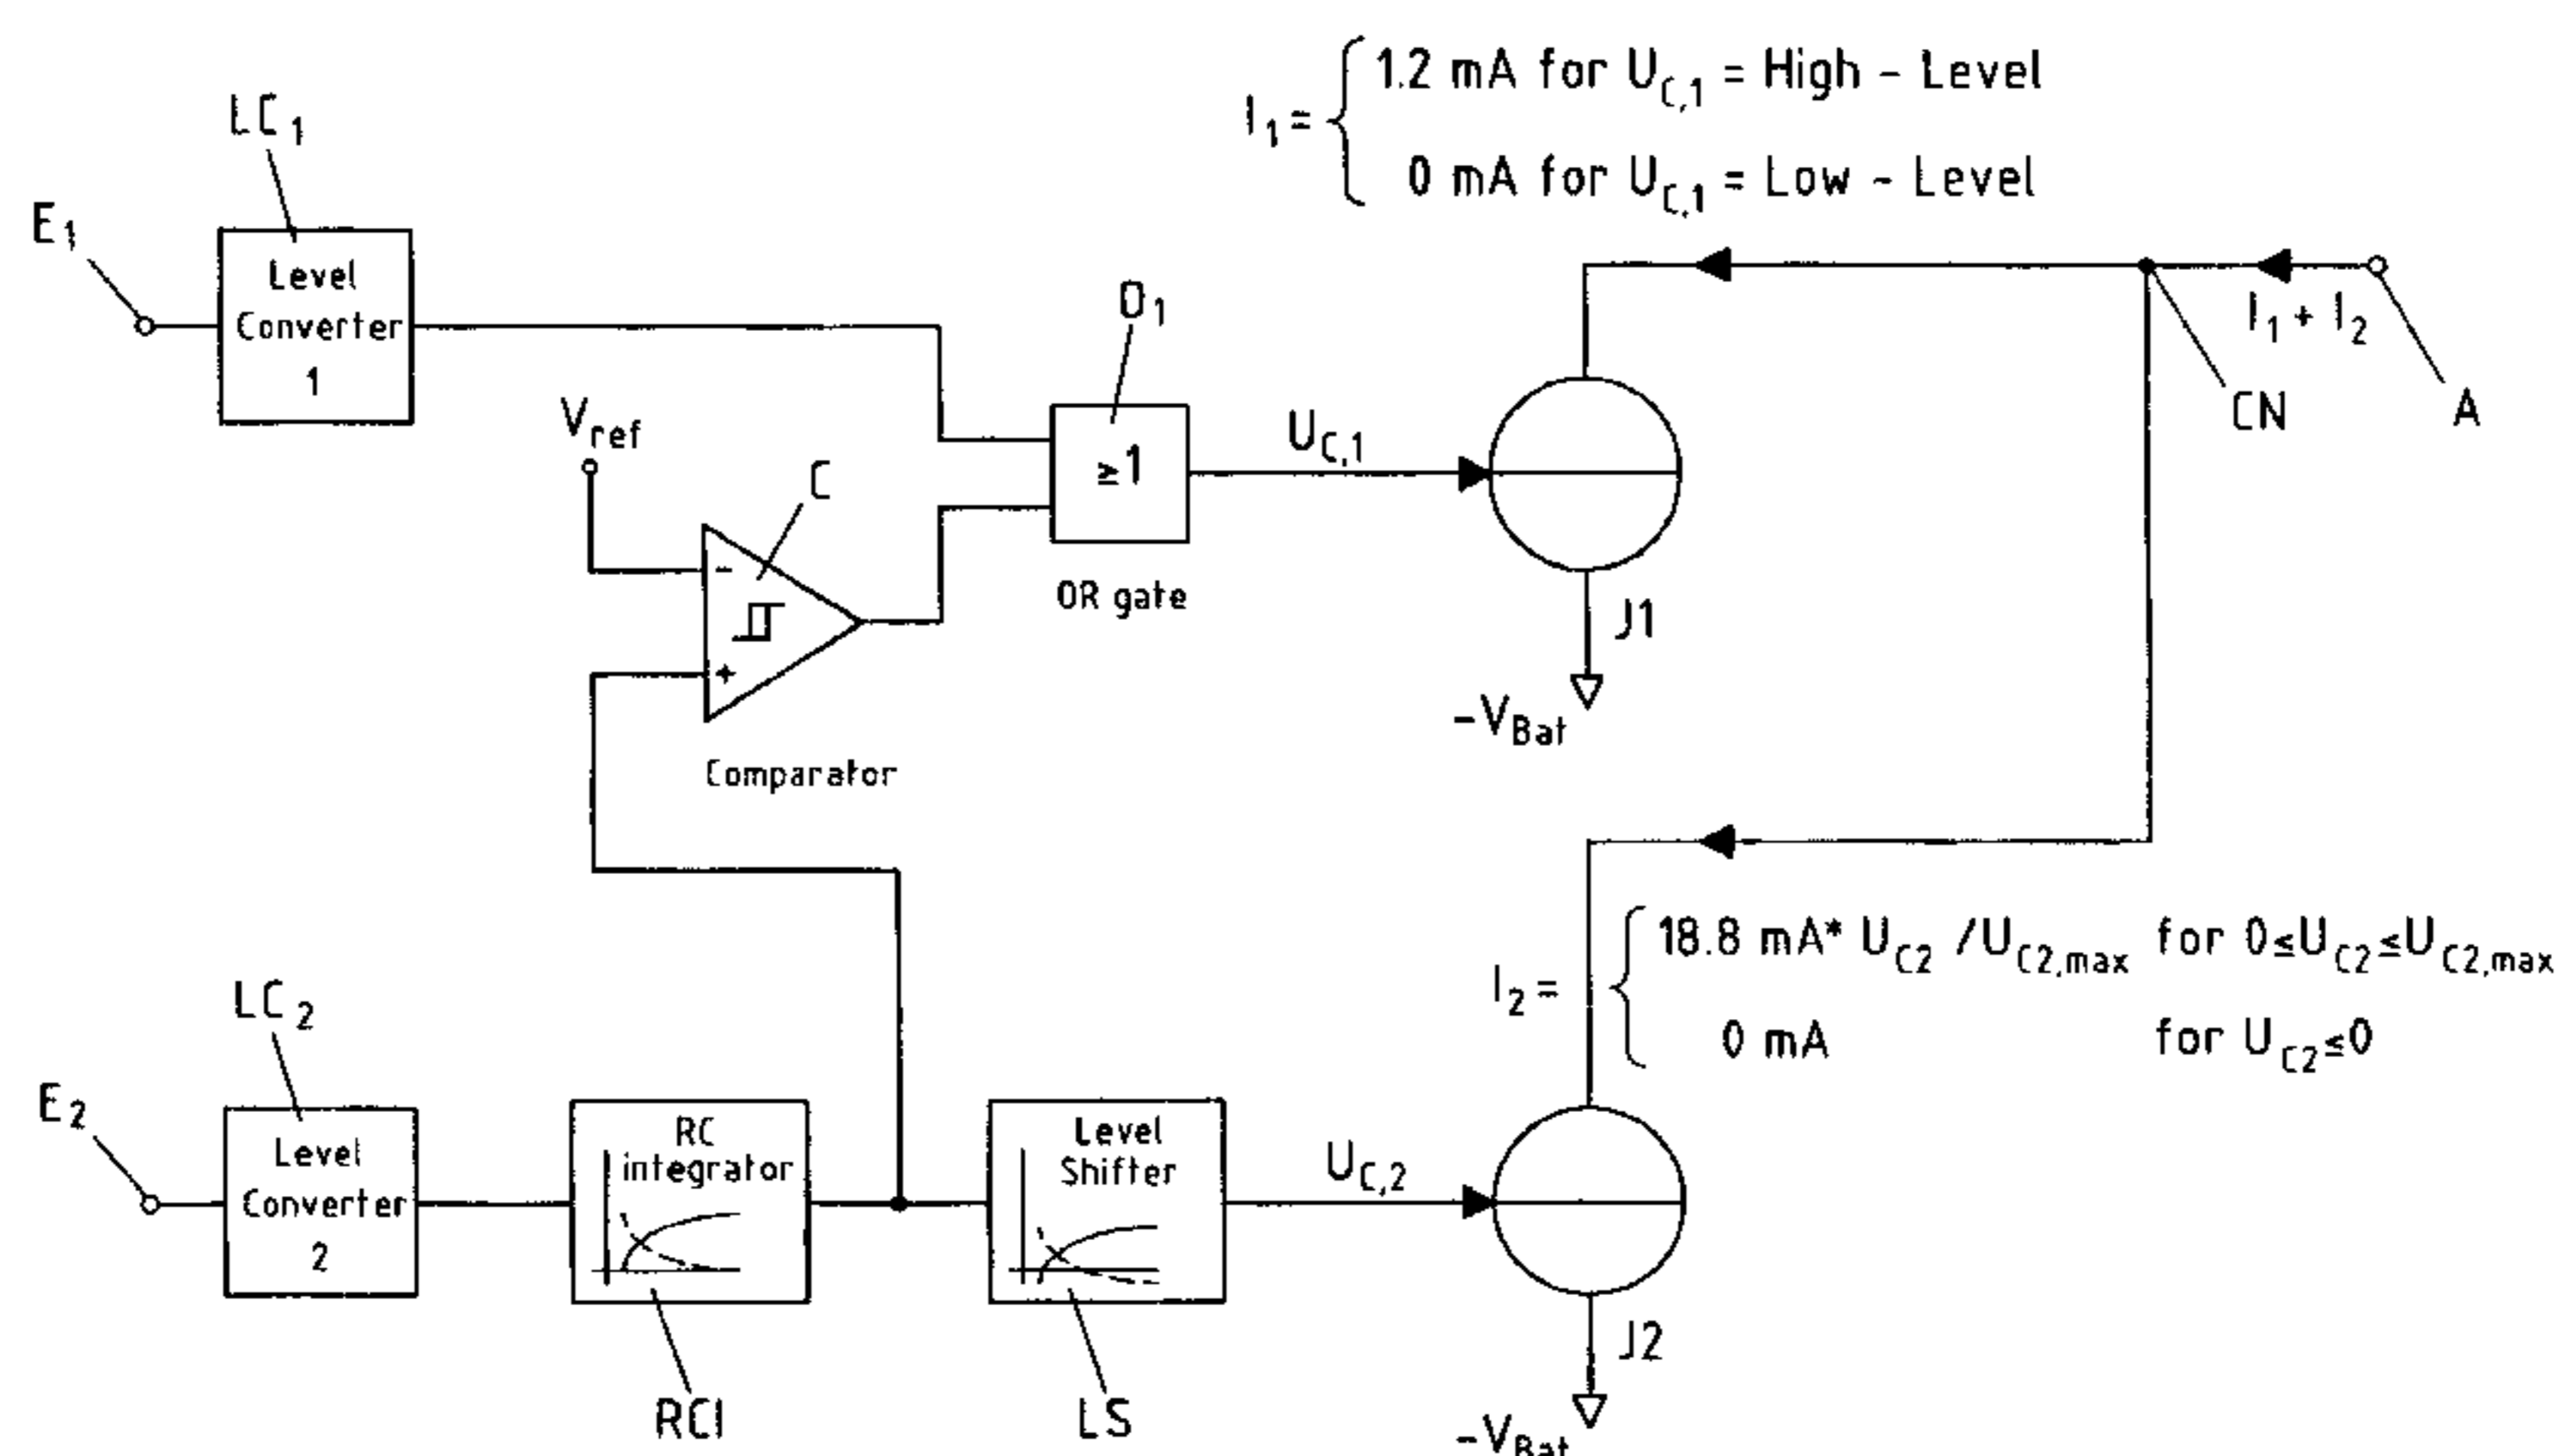 I1 = { 1.2 mA for UC,1 = High - Level
0 mA for UC,1 = Low - Level
LC1
E1
Level
Converter
1
O1
I1 + I2
CN
A
Vref
C
-
+
≥1
UC,1
OR gate
J1
-VBat
Comparator
I2 = { 18.8 mA* UC2 /UC2,max for 0≤UC2≤UC2,max
0 mA for UC2≤0
LC2
E2
Level
Converter
2
RC
integrator
Level
Shifter
UC,2
J2
RCI
LS
-VBat